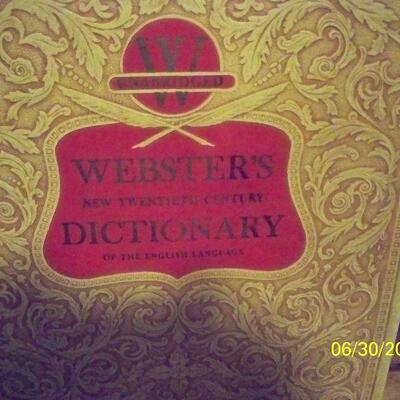 W
UNABRIDGED
WEBSTER'S
NEW TWENTIETH CENTURY
DICTIONARY
OF THE ENGLISH LANGUAGE
06/30/20